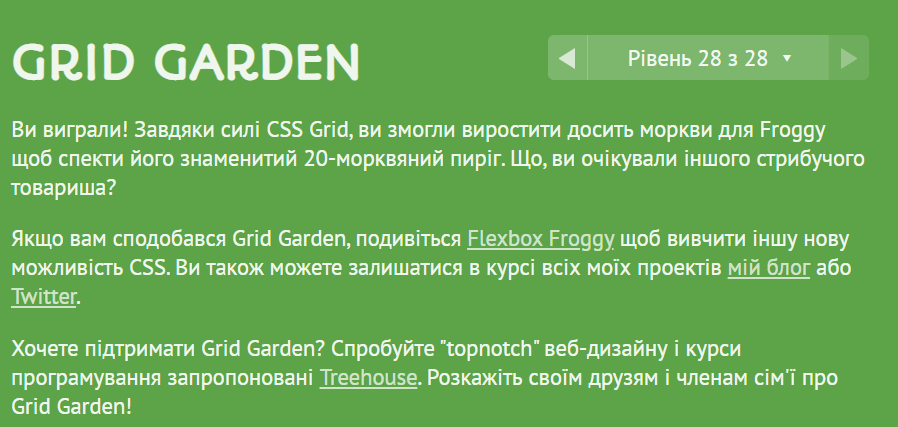 GRID GARDEN
Рівень 28 з 28
Ви виграли! Завдяки силі CSS Grid, ви змогли виростити досить моркви для Froggy
щоб спекти його знаменитий 20-морквяний пиріг. Що, ви очікували іншого стрибучого
товариша?
Якщо вам сподобався Grid Garden, подивіться Flexbox Froggy щоб вивчити іншу нову
можливість CSS. Ви також можете залишатися в курсі всіх моїх проектів мій блог або
Twitter.
Хочете підтримати Grid Garden? Спробуйте "topnotch" веб-дизайну і курси
програмування запропоновані Treehouse. Розкажіть своїм друзям і членам сім'ї про
Grid Garden!